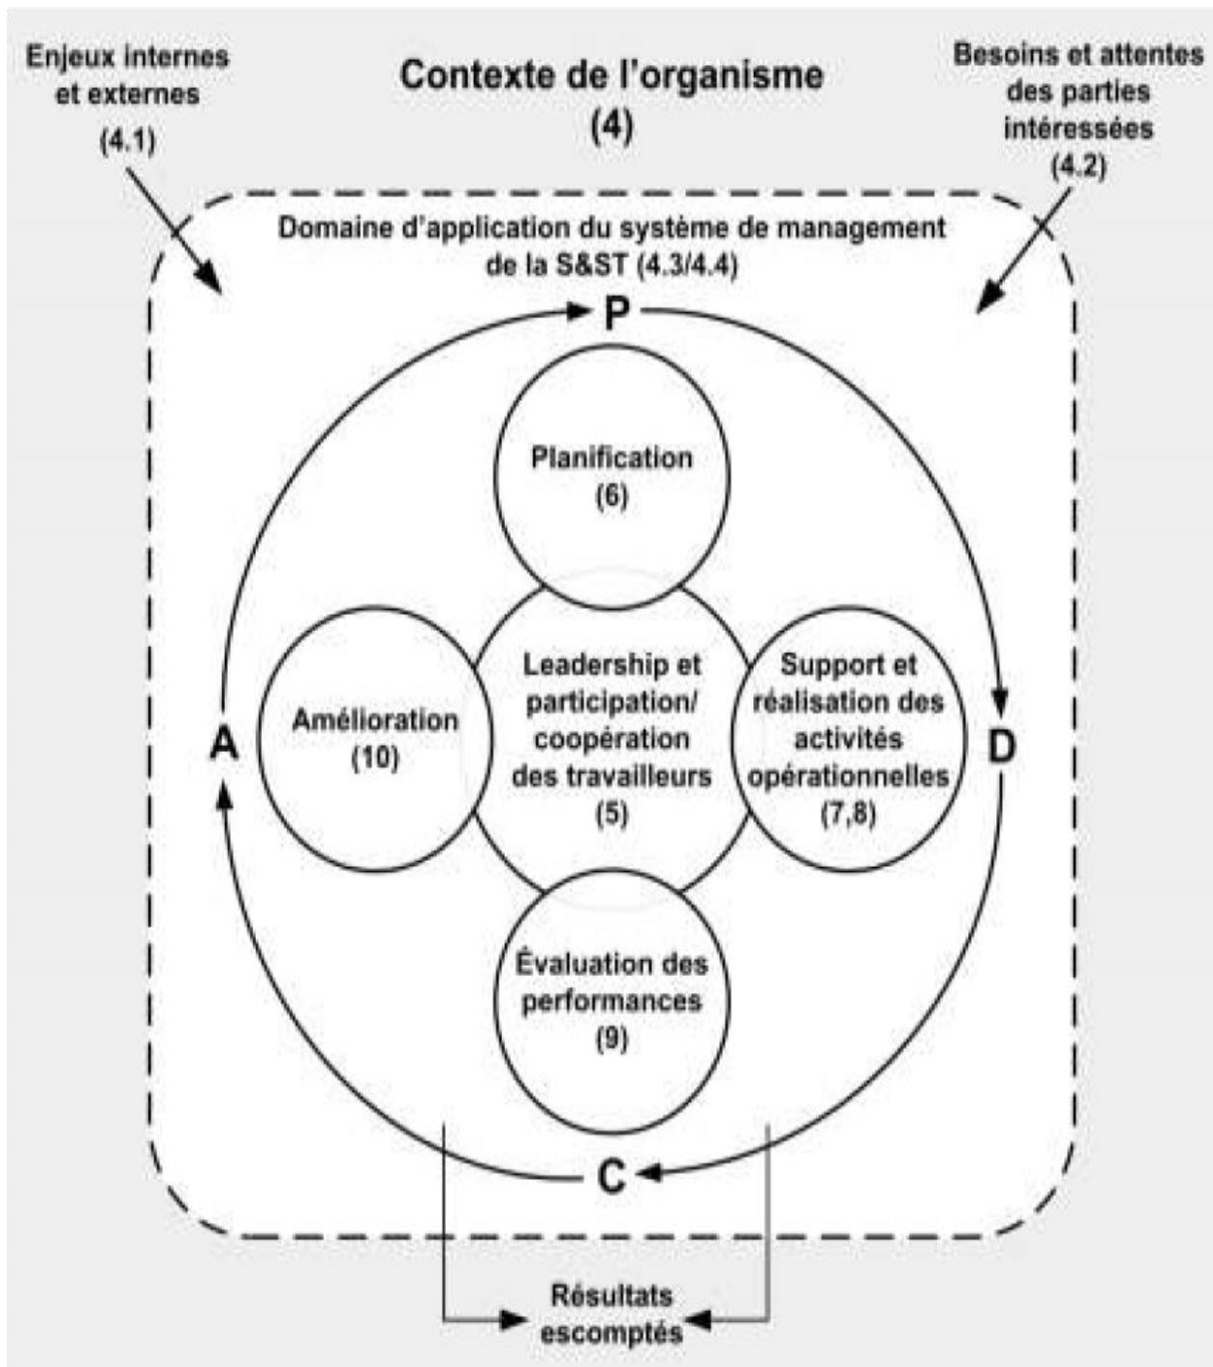 Enjeux internes
et externes
(4.1)
Contexte de l'organisme
(4)
Besoins et attentes
des parties
intéressées
(4.2)
Domaine d'application du système de management
de la S&ST (4.3/4.4)
P
Planification
(6)
A
Amélioration
(10)
Leadership et
participation/
coopération
des travailleurs
(5)
Support et
réalisation des
activités
opérationnelles
(7,8)
D
Évaluation des
performances
(9)
C
Résultats
escomptés